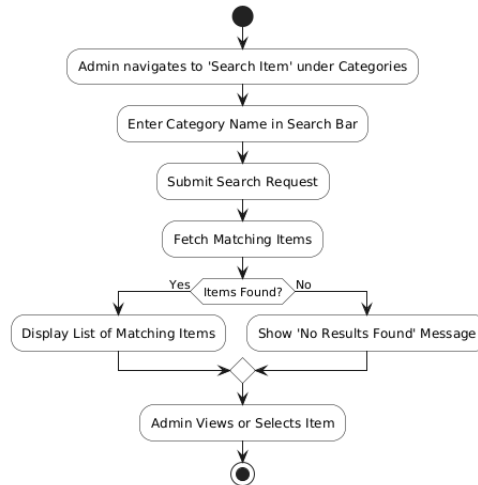 Admin navigates to 'Search Item' under Categories
Enter Category Name in Search Bar
Submit Search Request
Fetch Matching Items
Yes
Items Found?
No
Display List of Matching Items
Show 'No Results Found' Message
Admin Views or Selects Item